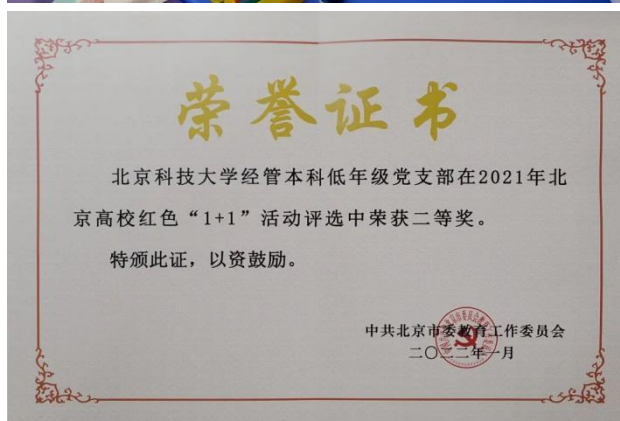 荣誉证书
北京科技大学经管本科低年级党支部在2021年北
京高校红色“1+1”活动评选中荣获二等奖。
特颁此证，以资鼓励。
中共北京市委教育工作委员会
二〇二二年一月